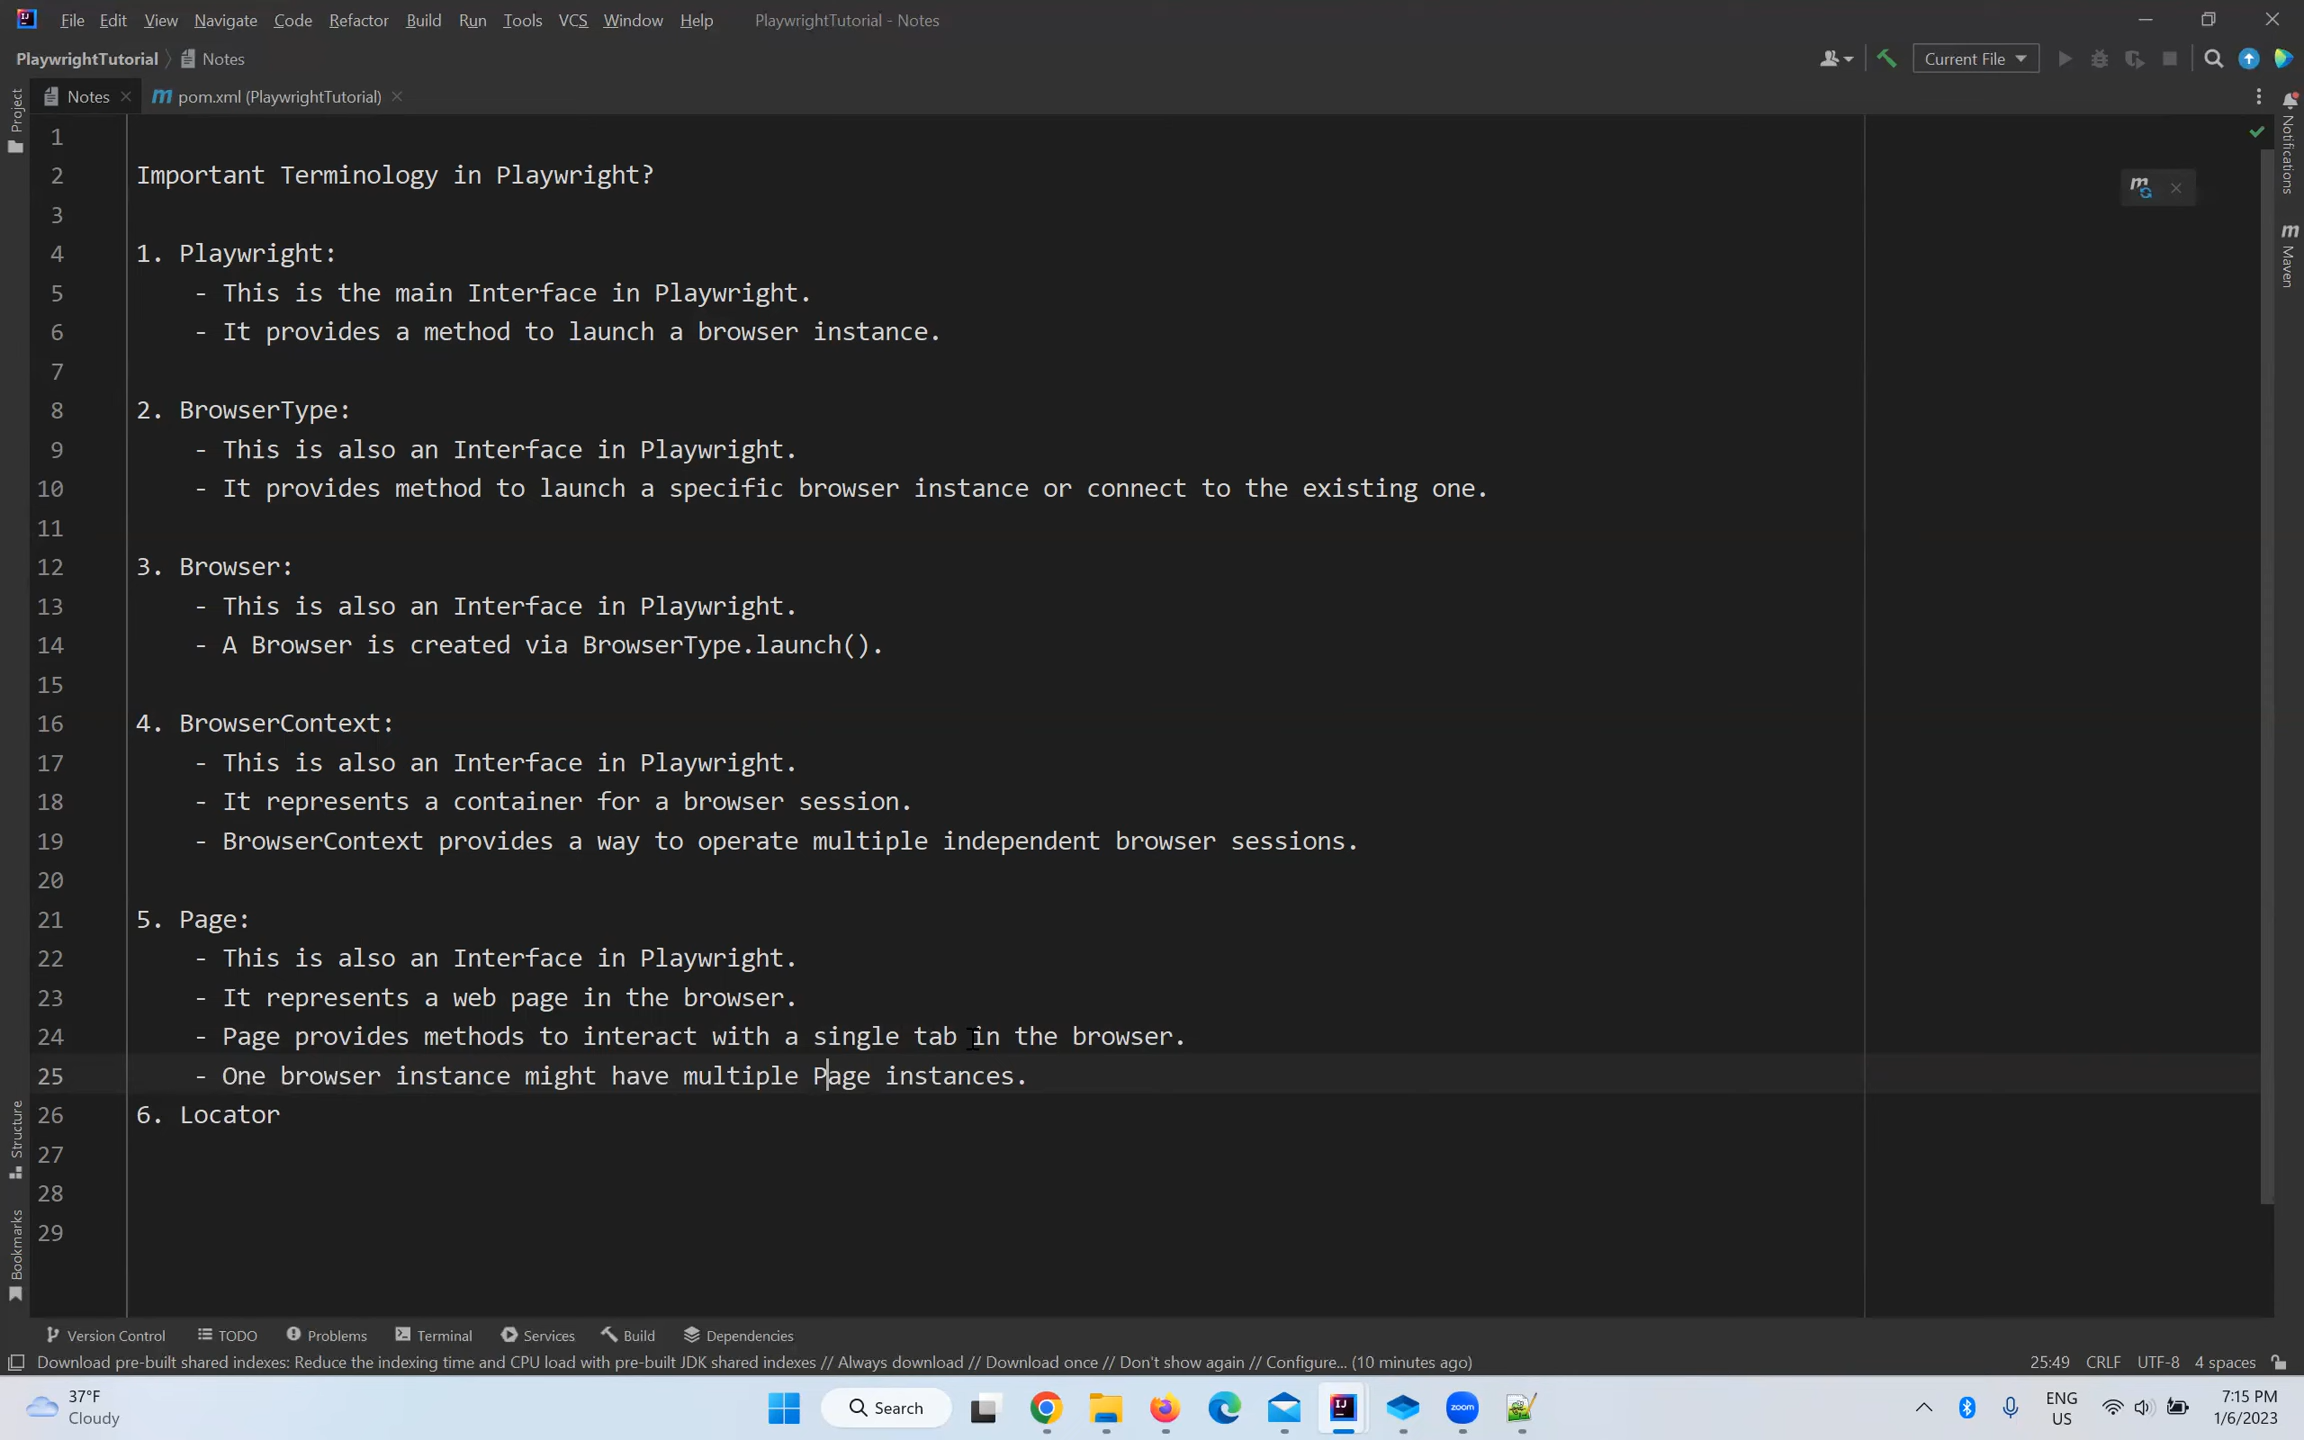 File Edit View Navigate Code Refactor Build Run Tools VCS Window Help PlaywrightTutorial - Notes
PlaywrightTutorial Notes Current File
Notes pom.xml (PlaywrightTutorial)
Project
Notifications
Maven
Structure
Bookmarks
1
2 Important Terminology in Playwright?
3
4 1. Playwright:
5 - This is the main Interface in Playwright.
6 - It provides a method to launch a browser instance.
7
8 2. BrowserType:
9 - This is also an Interface in Playwright.
10 - It provides method to launch a specific browser instance or connect to the existing one.
11
12 3. Browser:
13 - This is also an Interface in Playwright.
14 - A Browser is created via BrowserType.launch().
15
16 4. BrowserContext:
17 - This is also an Interface in Playwright.
18 - It represents a container for a browser session.
19 - BrowserContext provides a way to operate multiple independent browser sessions.
20
21 5. Page:
22 - This is also an Interface in Playwright.
23 - It represents a web page in the browser.
24 - Page provides methods to interact with a single tab in the browser.
25 - One browser instance might have multiple Page instances.
26 6. Locator
27
28
29
Version Control TODO Problems Terminal Services Build Dependencies
Download pre-built shared indexes: Reduce the indexing time and CPU load with pre-built JDK shared indexes // Always download // Download once // Don't show again // Configure... (10 minutes ago) 25:49 CRLF UTF-8 4 spaces
37°F
Cloudy
Search
zoom
ENG
US
7:15 PM
1/6/2023